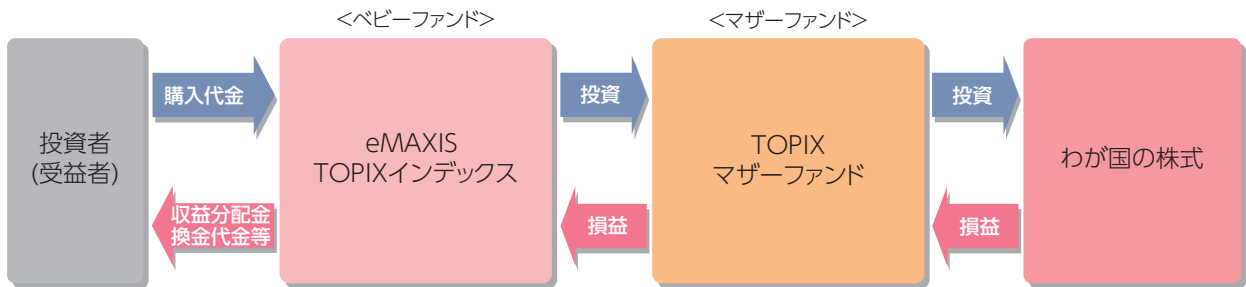 <ベビーファンド>
<マザーファンド>
投資者
(受益者)
購入代金
収益分配金
換金代金等
eMAXIS
TOPIXインデックス
投資
損益
TOPIX
マザーファンド
投資
損益
わが国の株式